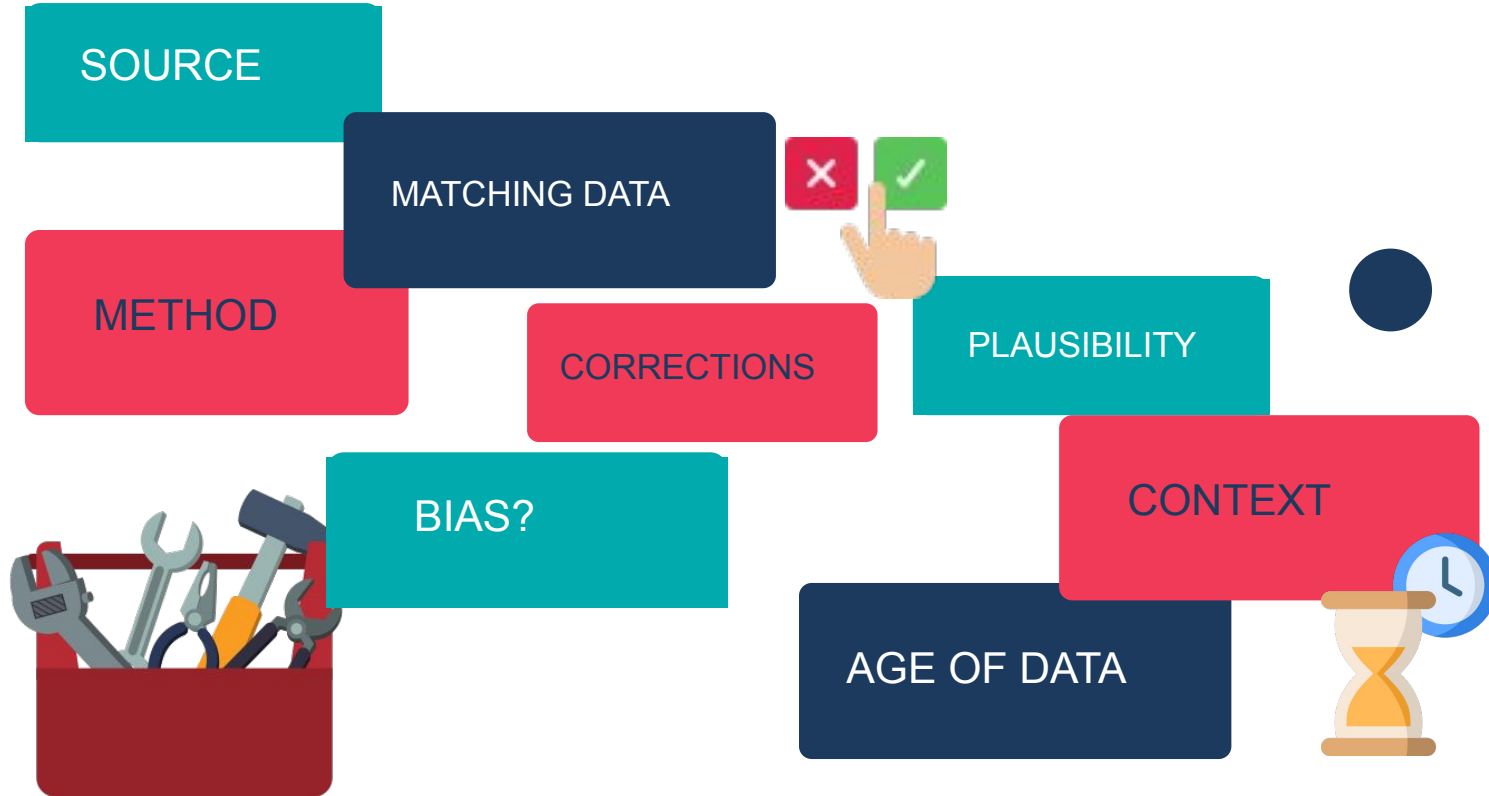 SOURCE
MATCHING DATA
METHOD
CORRECTIONS
PLAUSIBILITY
BIAS?
CONTEXT
AGE OF DATA